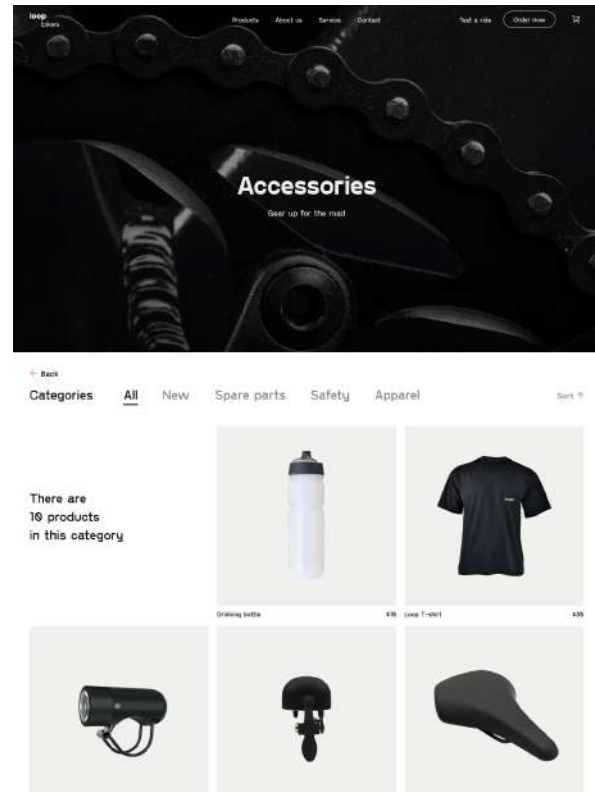 loop
bikes
Products About us Service Contact
Test a ride Order now
Accessories
Gear up for the road
← Back
Categories All New Spare parts Safety Apparel
Sort ↑
There are
10 products
in this category
Drinking bottle
Loop T-shirt